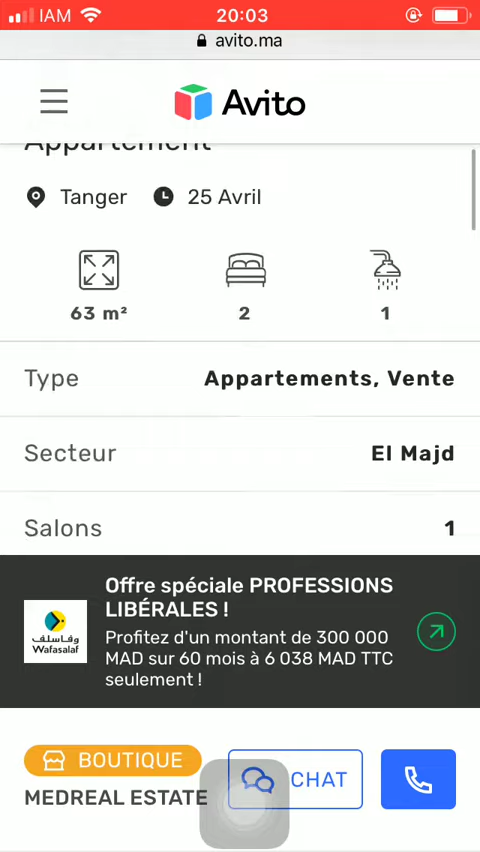 IAM 20:03
avito.ma
Avito
Appartement
Tanger 25 Avril
63 m² 2 1
Type Appartements, Vente
Secteur El Majd
Salons 1
Offre spéciale PROFESSIONS
LIBÉRALES !
Profitez d'un montant de 300 000
MAD sur 60 mois à 6 038 MAD TTC
seulement !
وفاسلف
Wafasalaf
BOUTIQUE
MEDREAL ESTATE
CHAT